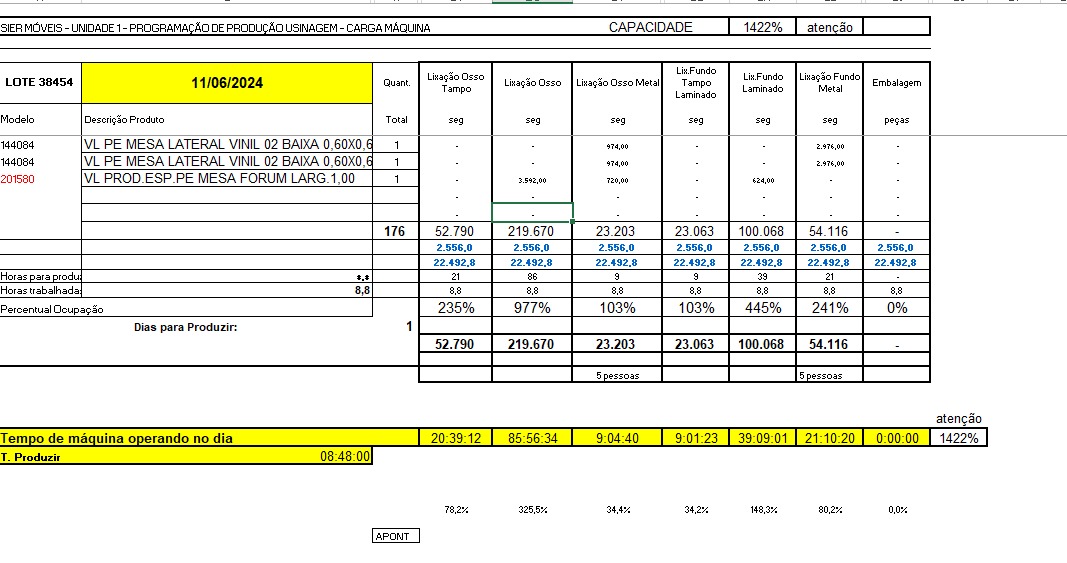 SIER MÓVEIS - UNIDADE 1 - PROGRAMAÇÃO DE PRODUÇÃO USINAGEM - CARGA MÁQUINA CAPACIDADE 1422% atenção
LOTE 38454 11/06/2024 Quant. Lixação Osso Tampo Lixação Osso Lixação Osso Metal Lix.Fundo Tampo Laminado Lix.Fundo Laminado Lixação Fundo Metal Embalagem
Modelo Descrição Produto Total seg seg seg seg seg seg peças
144084 VL PE MESA LATERAL VINIL 02 BAIXA 0,60X0,6 1 - - 974,00 - - 2.976,00 -
144084 VL PE MESA LATERAL VINIL 02 BAIXA 0,60X0,6 1 - - 974,00 - - 2.976,00 -
201580 VL PROD.ESP.PE MESA FORUM LARG.1,00 1 - 3.592,00 720,00 - 624,00 - -
- - - - - - -
- - - - - - -
176 52.790 219.670 23.203 23.063 100.068 54.116 -
2.556,0 2.556,0 2.556,0 2.556,0 2.556,0 2.556,0 2.556,0
22.492,8 22.492,8 22.492,8 22.492,8 22.492,8 22.492,8 22.492,8
Horas para produz *.* 21 86 9 9 39 21 -
Horas trabalhada: 8,8 8,8 8,8 8,8 8,8 8,8 8,8 8,8
Percentual Ocupação 235% 977% 103% 103% 445% 241% 0%
Dias para Produzir: 1
52.790 219.670 23.203 23.063 100.068 54.116 -
5 pessoas 5 pessoas
atenção
Tempo de máquina operando no dia 20:39:12 85:56:34 9:04:40 9:01:23 39:09:01 21:10:20 0:00:00 1422%
T. Produzir 08:48:00
78,2% 325,5% 34,4% 34,2% 148,3% 80,2% 0,0%
APONT